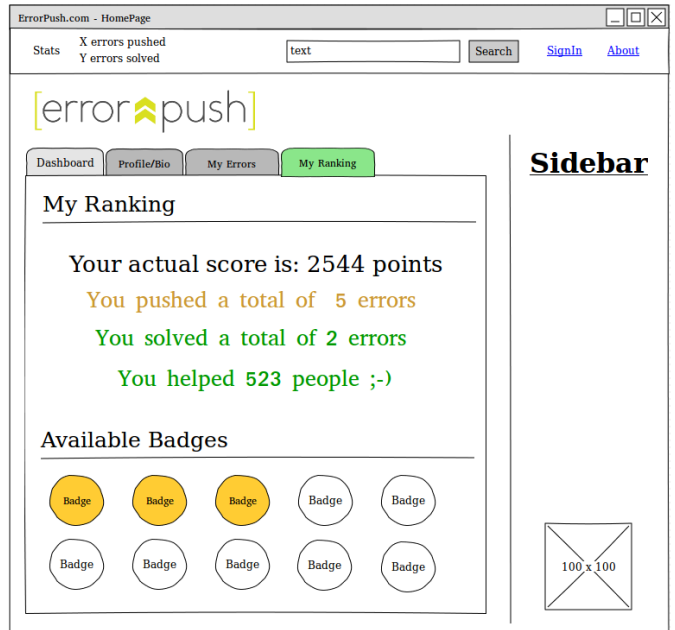 ErrorPush.com - HomePage
Stats
X errors pushed
Y errors solved
text
Search
SignIn
About
[error push]
Dashboard
Profile/Bio
My Errors
My Ranking
Sidebar
My Ranking
Your actual score is: 2544 points
You pushed a total of 5 errors
You solved a total of 2 errors
You helped 523 people ;-)
Available Badges
Badge Badge Badge Badge Badge
Badge Badge Badge Badge Badge
100 x 100